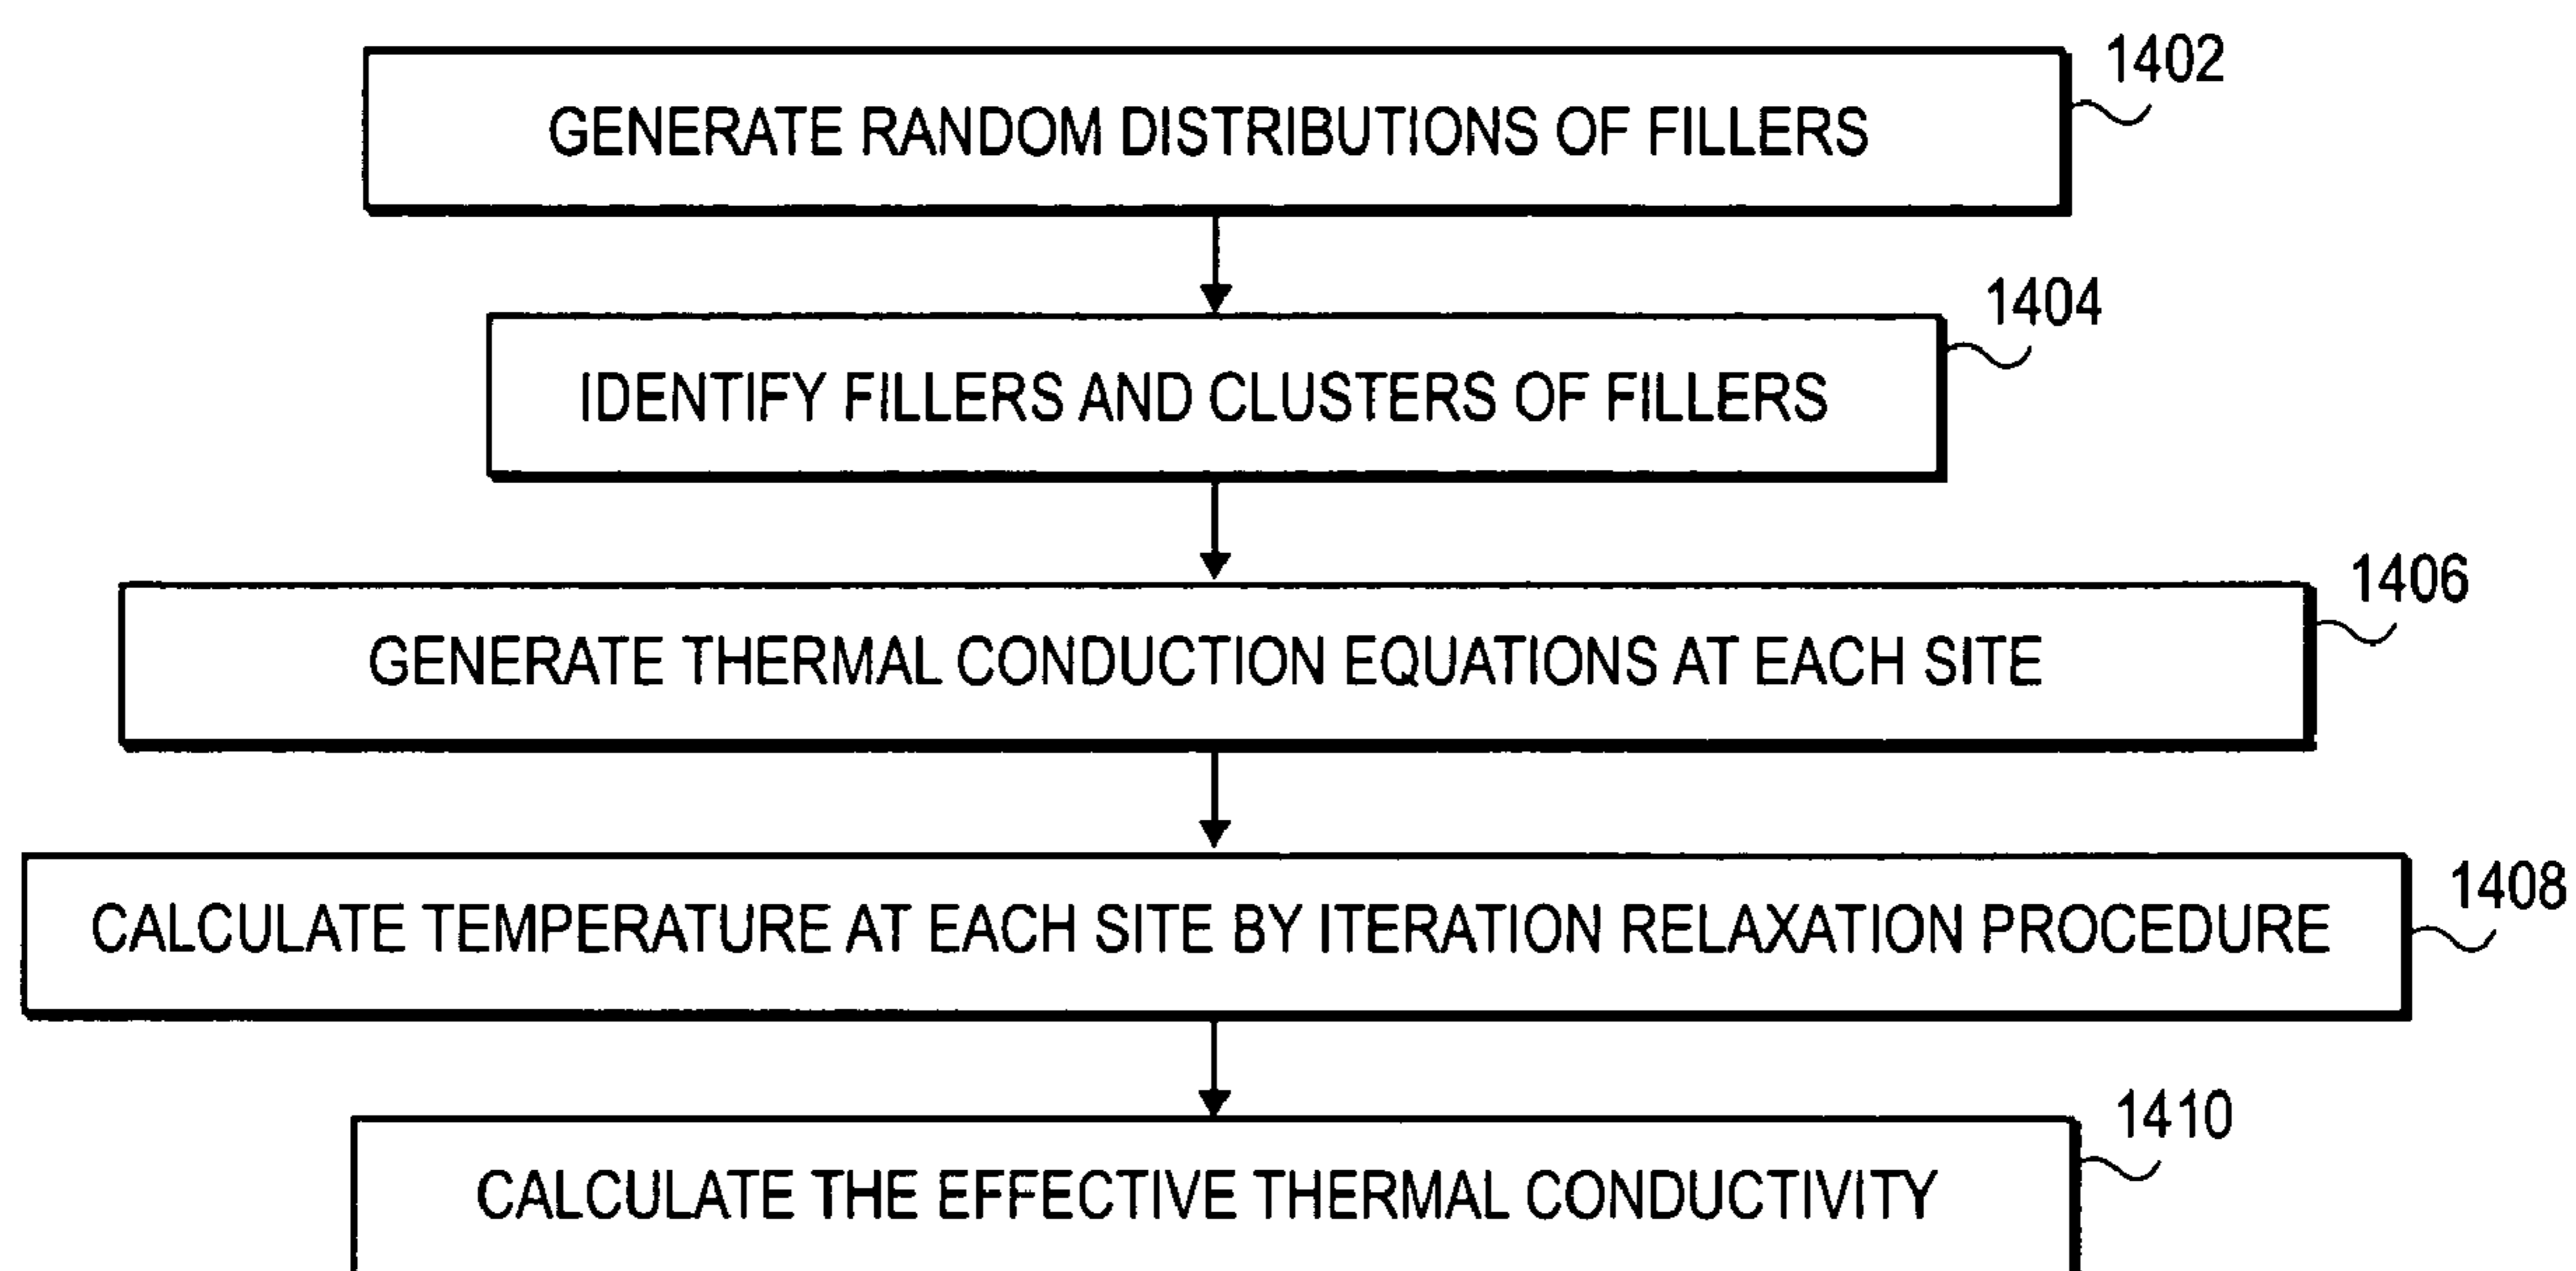 1402
GENERATE RANDOM DISTRIBUTIONS OF FILLERS
1404
IDENTIFY FILLERS AND CLUSTERS OF FILLERS
1406
GENERATE THERMAL CONDUCTION EQUATIONS AT EACH SITE
1408
CALCULATE TEMPERATURE AT EACH SITE BY ITERATION RELAXATION PROCEDURE
1410
CALCULATE THE EFFECTIVE THERMAL CONDUCTIVITY